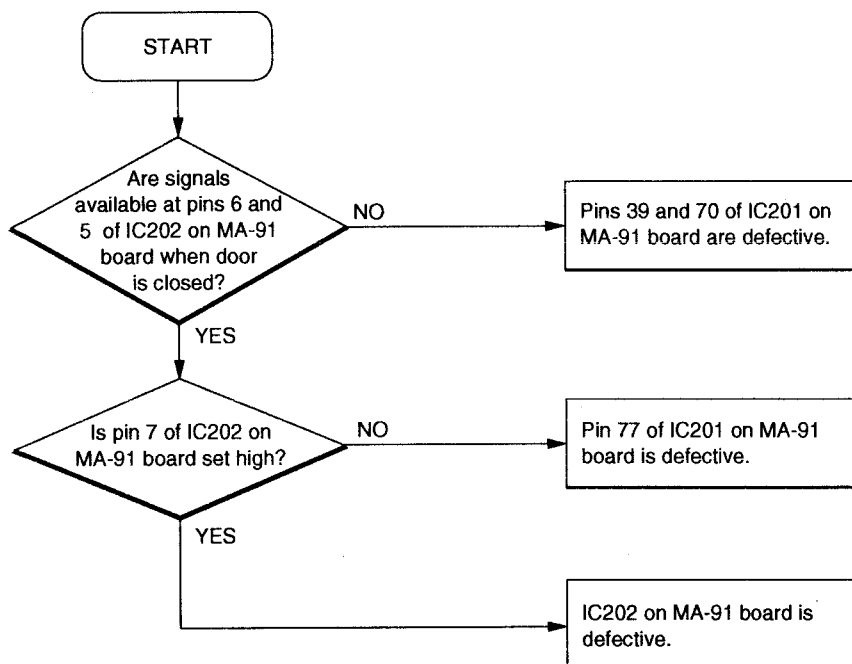 START
Are signals
available at pins 6 and
5 of IC202 on MA-91
board when door
is closed?
NO
Pins 39 and 70 of IC201 on
MA-91 board are defective.
YES
Is pin 7 of IC202 on
MA-91 board set high?
NO
Pin 77 of IC201 on MA-91
board is defective.
YES
IC202 on MA-91 board is
defective.